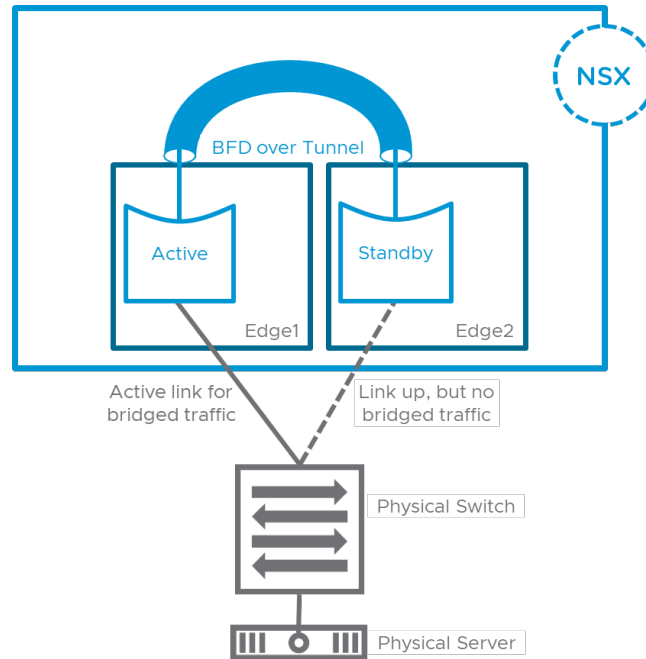 NSX
BFD over Tunnel
Active
Standby
Edge1
Edge2
Active link for
bridged traffic
Link up, but no
bridged traffic
Physical Switch
Physical Server